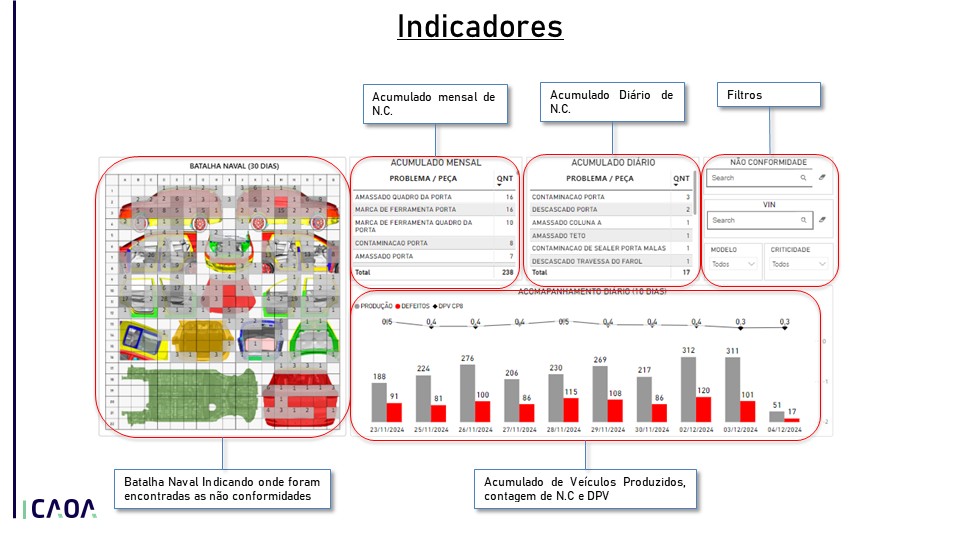 Indicadores
Acumulado mensal de
N.C.
Acumulado Diário de
N.C.
Filtros
BATALHA NAVAL (30 DIAS)
ACUMULADO MENSAL
PROBLEMA / PEÇA QNT
AMASSADO QUADRO DA PORTA 16
MARCA DE FERRAMENTA PORTA 16
MARCA DE FERRAMENTA QUADRO DA 10
PORTA
CONTAMINACAO PORTA 8
AMASSADO PORTA 7
Total 238
ACUMULADO DIÁRIO
PROBLEMA / PEÇA QNT
CONTAMINACAO PORTA 3
DESCASCADO PORTA 2
AMASSADO COLUNA A 1
AMASSADO TETO 1
CONTAMINACAO DE SEALER PORTA MALAS 1
DESCASCADO TRAVESSA DO FAROL 1
Total 17
NÃO CONFORMIDADE
Search
VIN
Search
MODELO CRITICIDADE
Todos Todos
ACOMAPANHAMENTO DIÁRIO (10 DIAS)
PRODUÇÃO DEFEITOS DPV CP8
0,5 0,4 0,4 0,4 0,5 0,4 0,4 0,4 0,3 0,3
188 224 276 206 230 269 217 312 311 51
91 81 100 86 115 108 86 120 101 17
23/11/2024 25/11/2024 26/11/2024 27/11/2024 28/11/2024 29/11/2024 30/11/2024 02/12/2024 03/12/2024 04/12/2024
Batalha Naval Indicando onde foram
encontradas as não conformidades
Acumulado de Veículos Produzidos,
contagem de N.C e DPV
CAOA